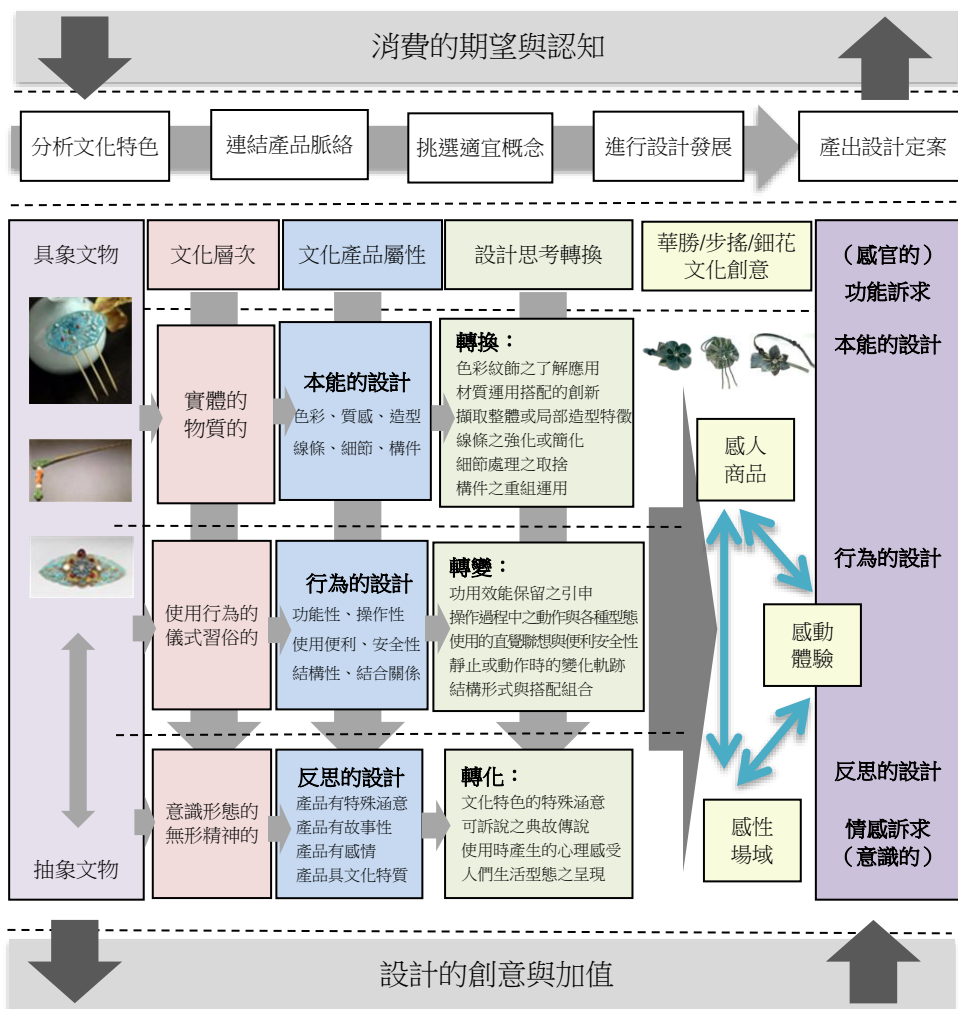 消費的期望與認知
分析文化特色
連結產品脈絡
挑選適宜概念
進行設計發展
產出設計定案
具象文物
文化層次
文化產品屬性
設計思考轉換
華勝/步搖/鈿花
文化創意
（感官的）
功能訴求
實體的
物質的
本能的設計
色彩、質感、造型
線條、細節、構件
轉換：
色彩紋飾之了解應用
材質運用搭配的創新
擷取整體或局部造型特徵
線條之強化或簡化
細節處理之取捨
構件之重組運用
感人
商品
本能的設計
使用行為的
儀式習俗的
行為的設計
功能性、操作性
使用便利、安全性
結構性、結合關係
轉變：
功用效能保留之引申
操作過程中之動作與各種型態
使用的直覺聯想與便利安全性
靜止或動作時的變化軌跡
結構形式與搭配組合
感動
體驗
行為的設計
抽象文物
意識形態的
無形精神的
反思的設計
產品有特殊涵意
產品有故事性
產品有感情
產品具文化特質
轉化：
文化特色的特殊涵意
可訴說之典故傳說
使用時產生的心理感受
人們生活型態之呈現
感性
場域
反思的設計
情感訴求
（意識的）
設計的創意與加值